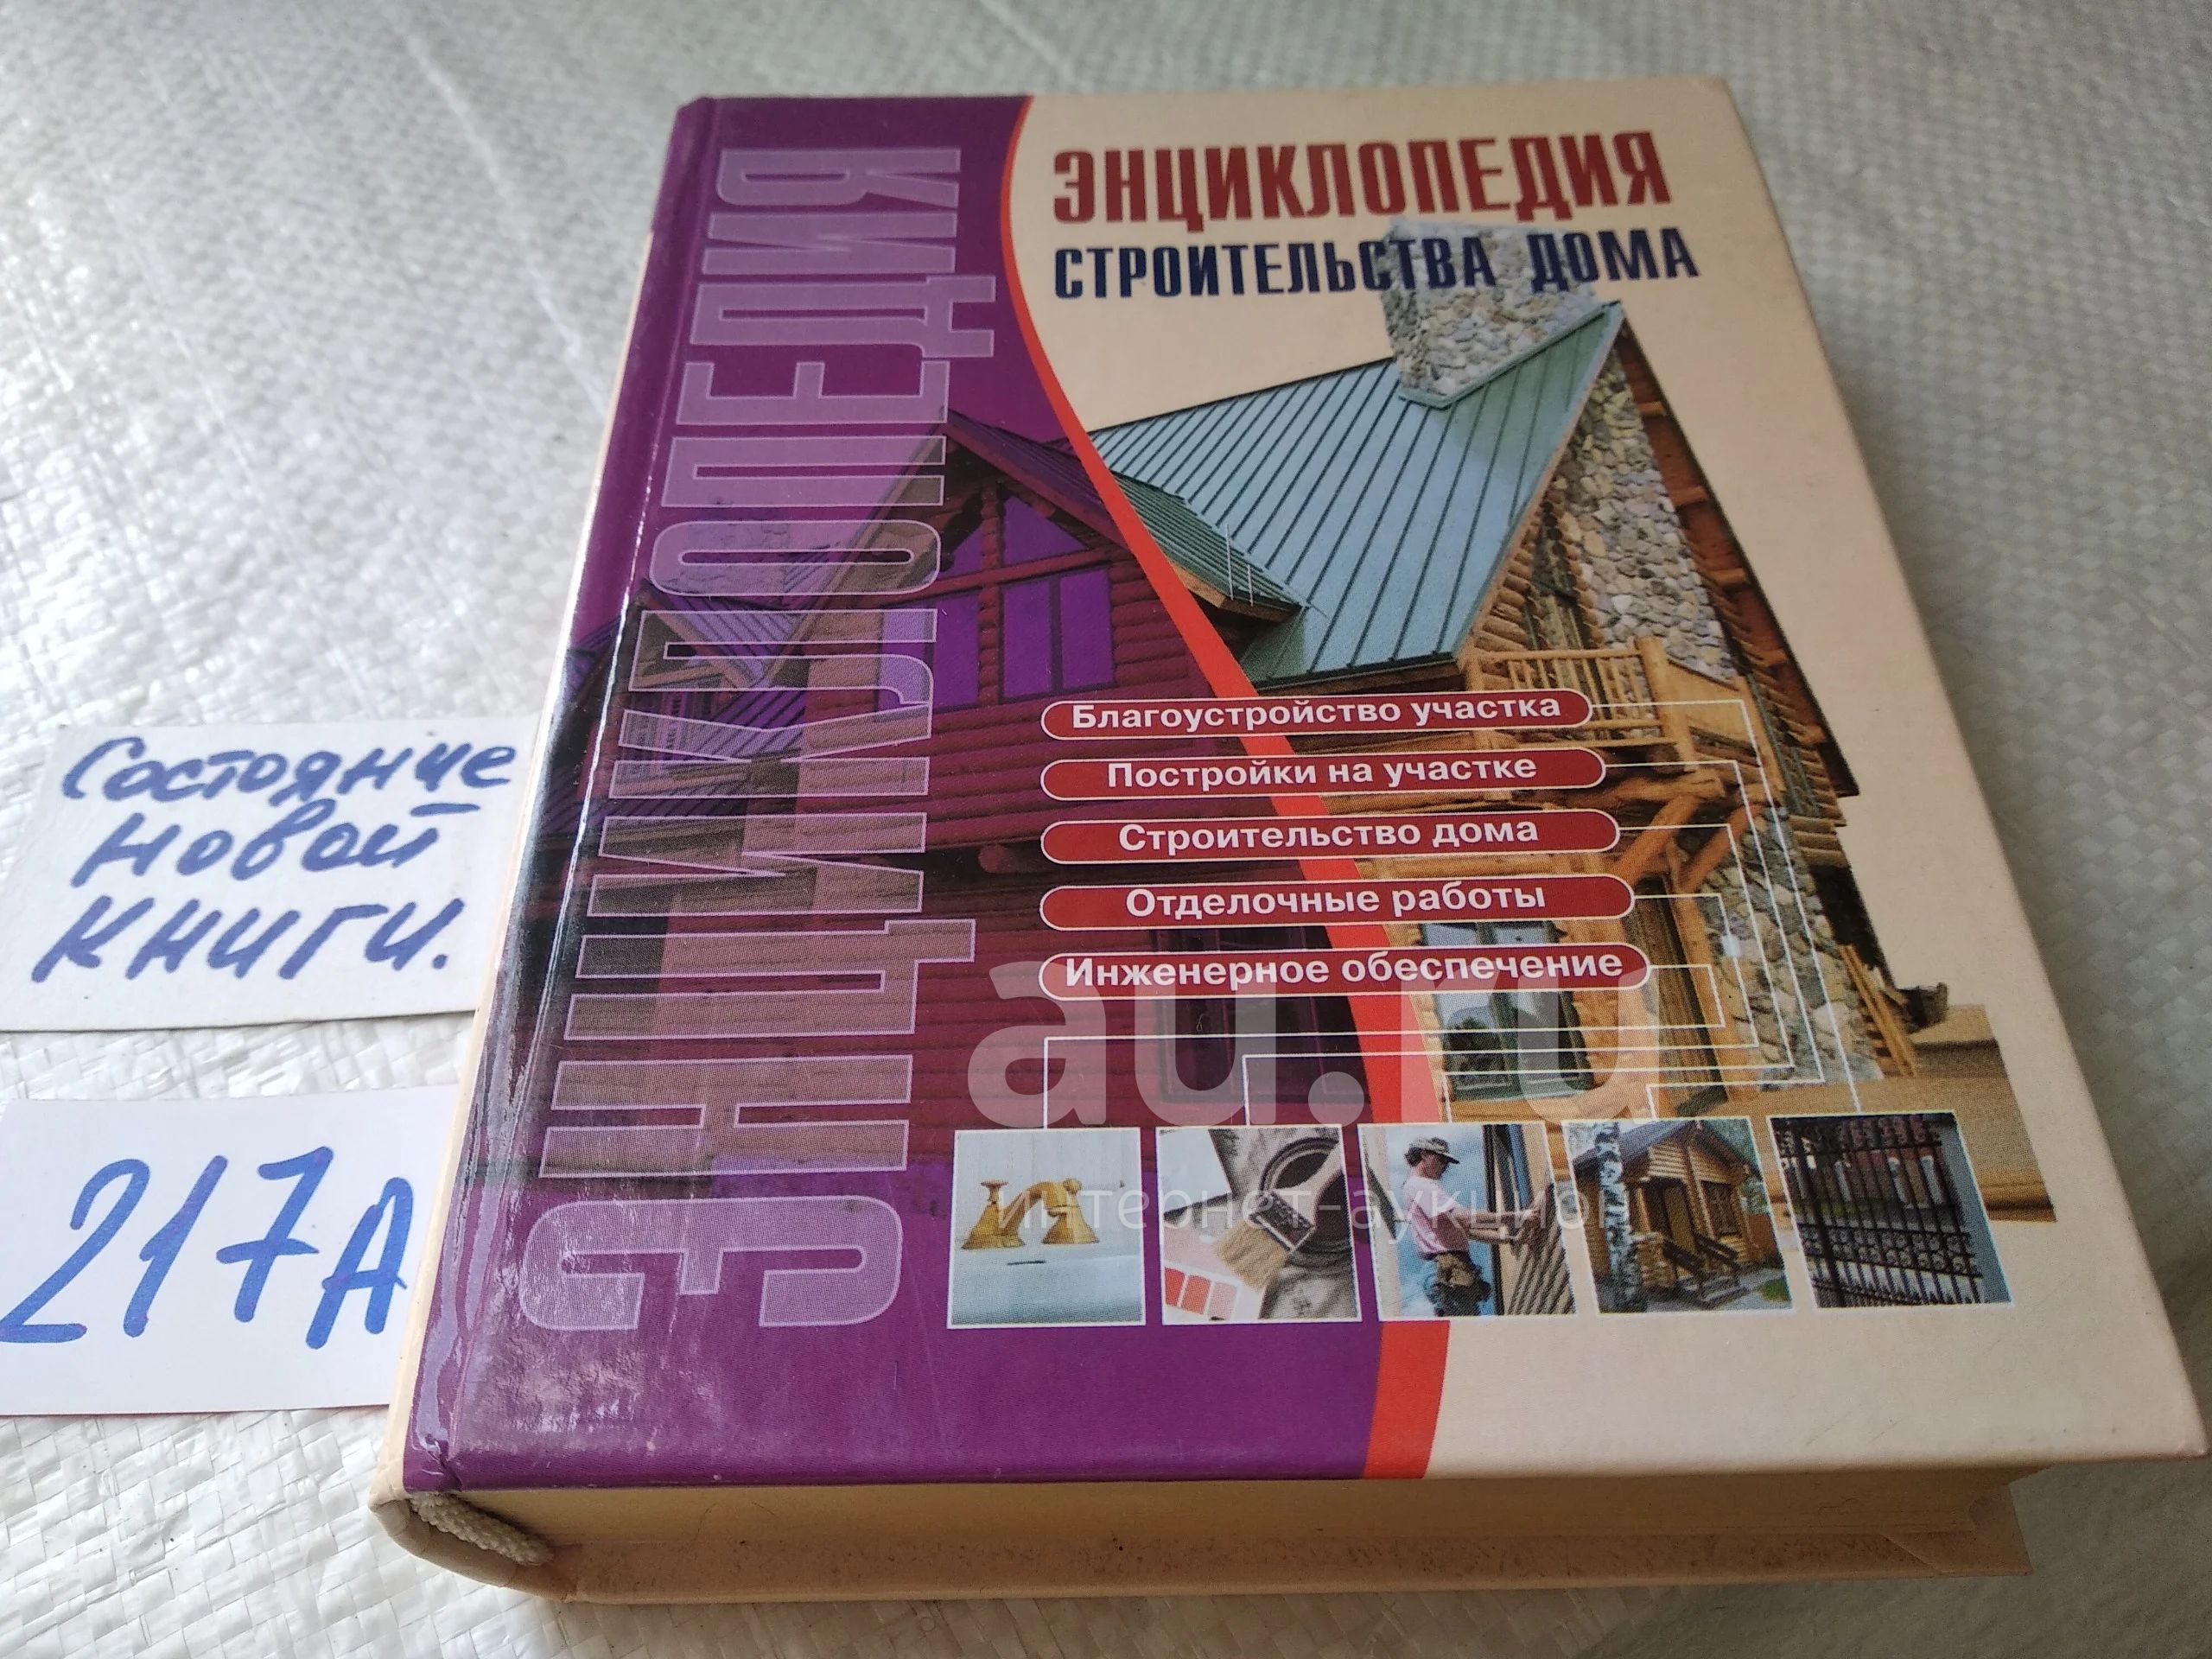 ЭНЦИКЛОПЕДИЯ
СТРОИТЕЛЬСТВА ДОМА
ЭНЦИКЛОПЕДИЯ
Благоустройство участка
Постройки на участке
Строительство дома
Отделочные работы
Инженерное обеспечение
Состояние
новой
книги.
217А
au.ru
интернет-аукцион